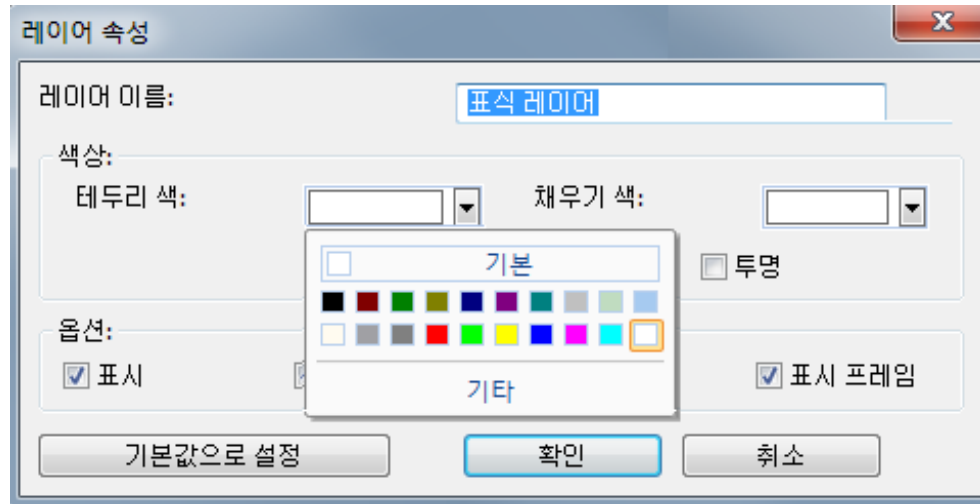 레이어 속성
레이어 이름: 표식 레이어
색상:
테두리 색: 채우기 색:
기본
투명
옵션:
표시 표시 프레임
기타
기본값으로 설정 확인 취소